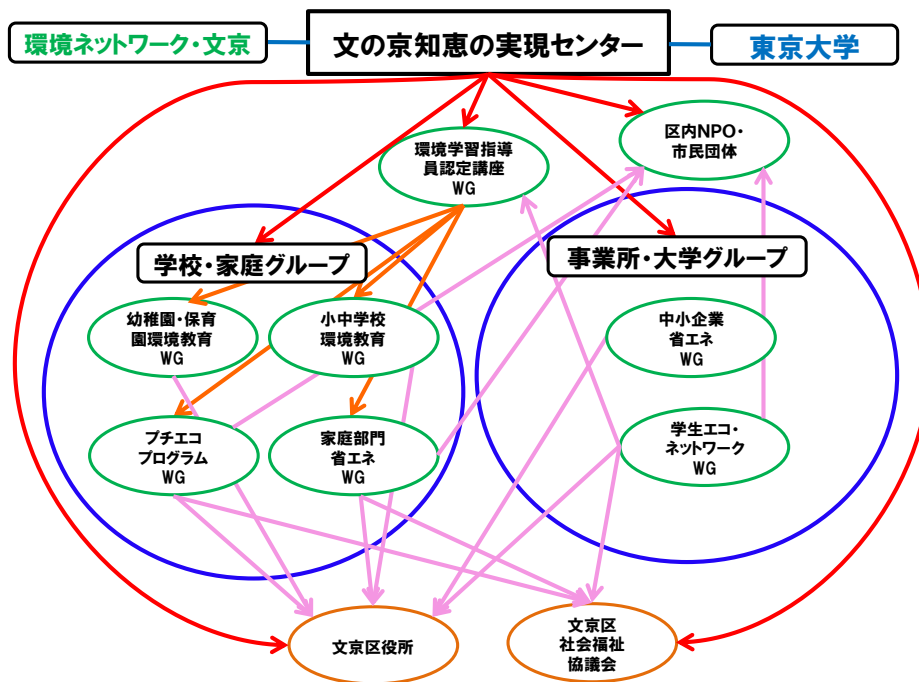 環境ネットワーク・文京
文の京知恵の実現センター
東京大学
環境学習指導
員認定講座
WG
区内NPO・
市民団体
学校・家庭グループ
事業所・大学グループ
幼稚園・保育
園環境教育
WG
小中学校
環境教育
WG
中小企業
省エネ
WG
プチエコ
プログラム
WG
家庭部門
省エネ
WG
学生エコ・
ネットワーク
WG
文京区役所
文京区
社会福祉
協議会